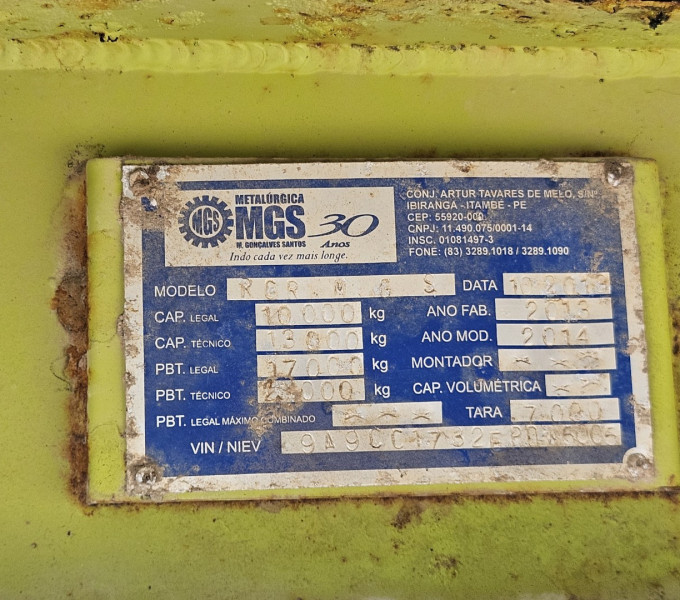 METALÚRGICA
MGS
MGS
M. GONÇALVES SANTOS
30
Anos
Indo cada vez mais longe.
CONJ. ARTUR TAVARES DE MELO, S/Nº
IBIRANGA - ITAMBÉ - PE
CEP: 55920-000
CNPJ: 11.490.075/0001-14
INSC. 01081497-3
FONE: (83) 3289.1018 / 3289.1090
MODELO M G S DATA
CAP. LEGAL 10.000 kg ANO FAB. 2013
CAP. TÉCNICO 13.000 kg ANO MOD. 2014
PBT. LEGAL 17.000 kg MONTADOR ***
PBT. TÉCNICO kg CAP. VOLUMÉTRICA
PBT. LEGAL MÁXIMO COMBINADO *** TARA 7.000
VIN / NIEV